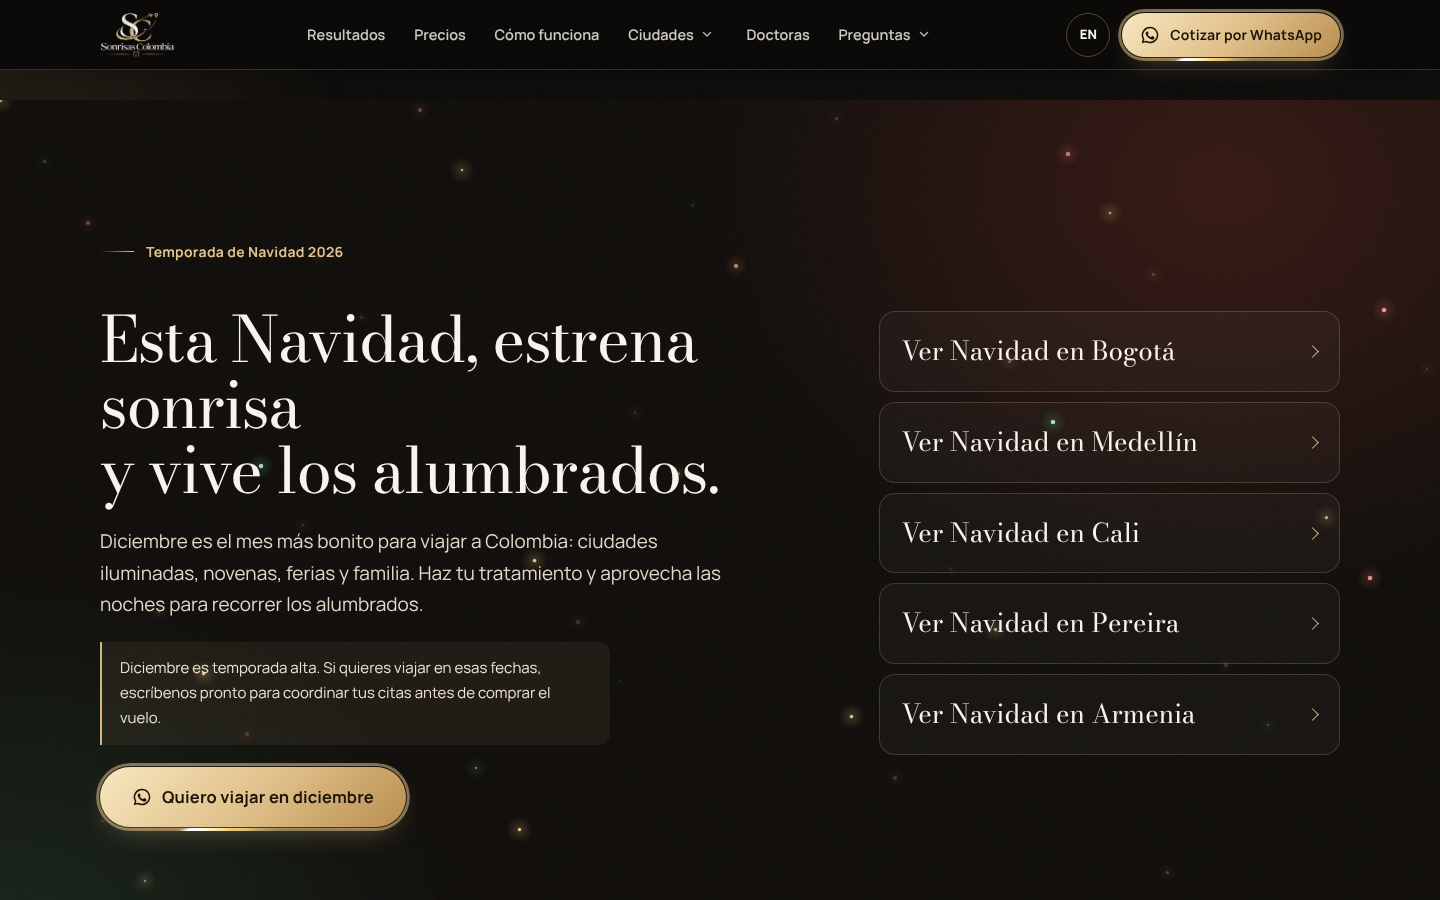 SC
Sonrisas Colombia
Resultados
Precios
Cómo funciona
Ciudades
Doctoras
Preguntas
EN
Cotizar por WhatsApp
Temporada de Navidad 2026
Esta Navidad, estrena
sonrisa
y vive los alumbrados.
Diciembre es el mes más bonito para viajar a Colombia: ciudades
iluminadas, novenas, ferias y familia. Haz tu tratamiento y aprovecha las
noches para recorrer los alumbrados.
Diciembre es temporada alta. Si quieres viajar en esas fechas,
escríbenos pronto para coordinar tus citas antes de comprar el
vuelo.
Quiero viajar en diciembre
Ver Navidad en Bogotá
Ver Navidad en Medellín
Ver Navidad en Cali
Ver Navidad en Pereira
Ver Navidad en Armenia